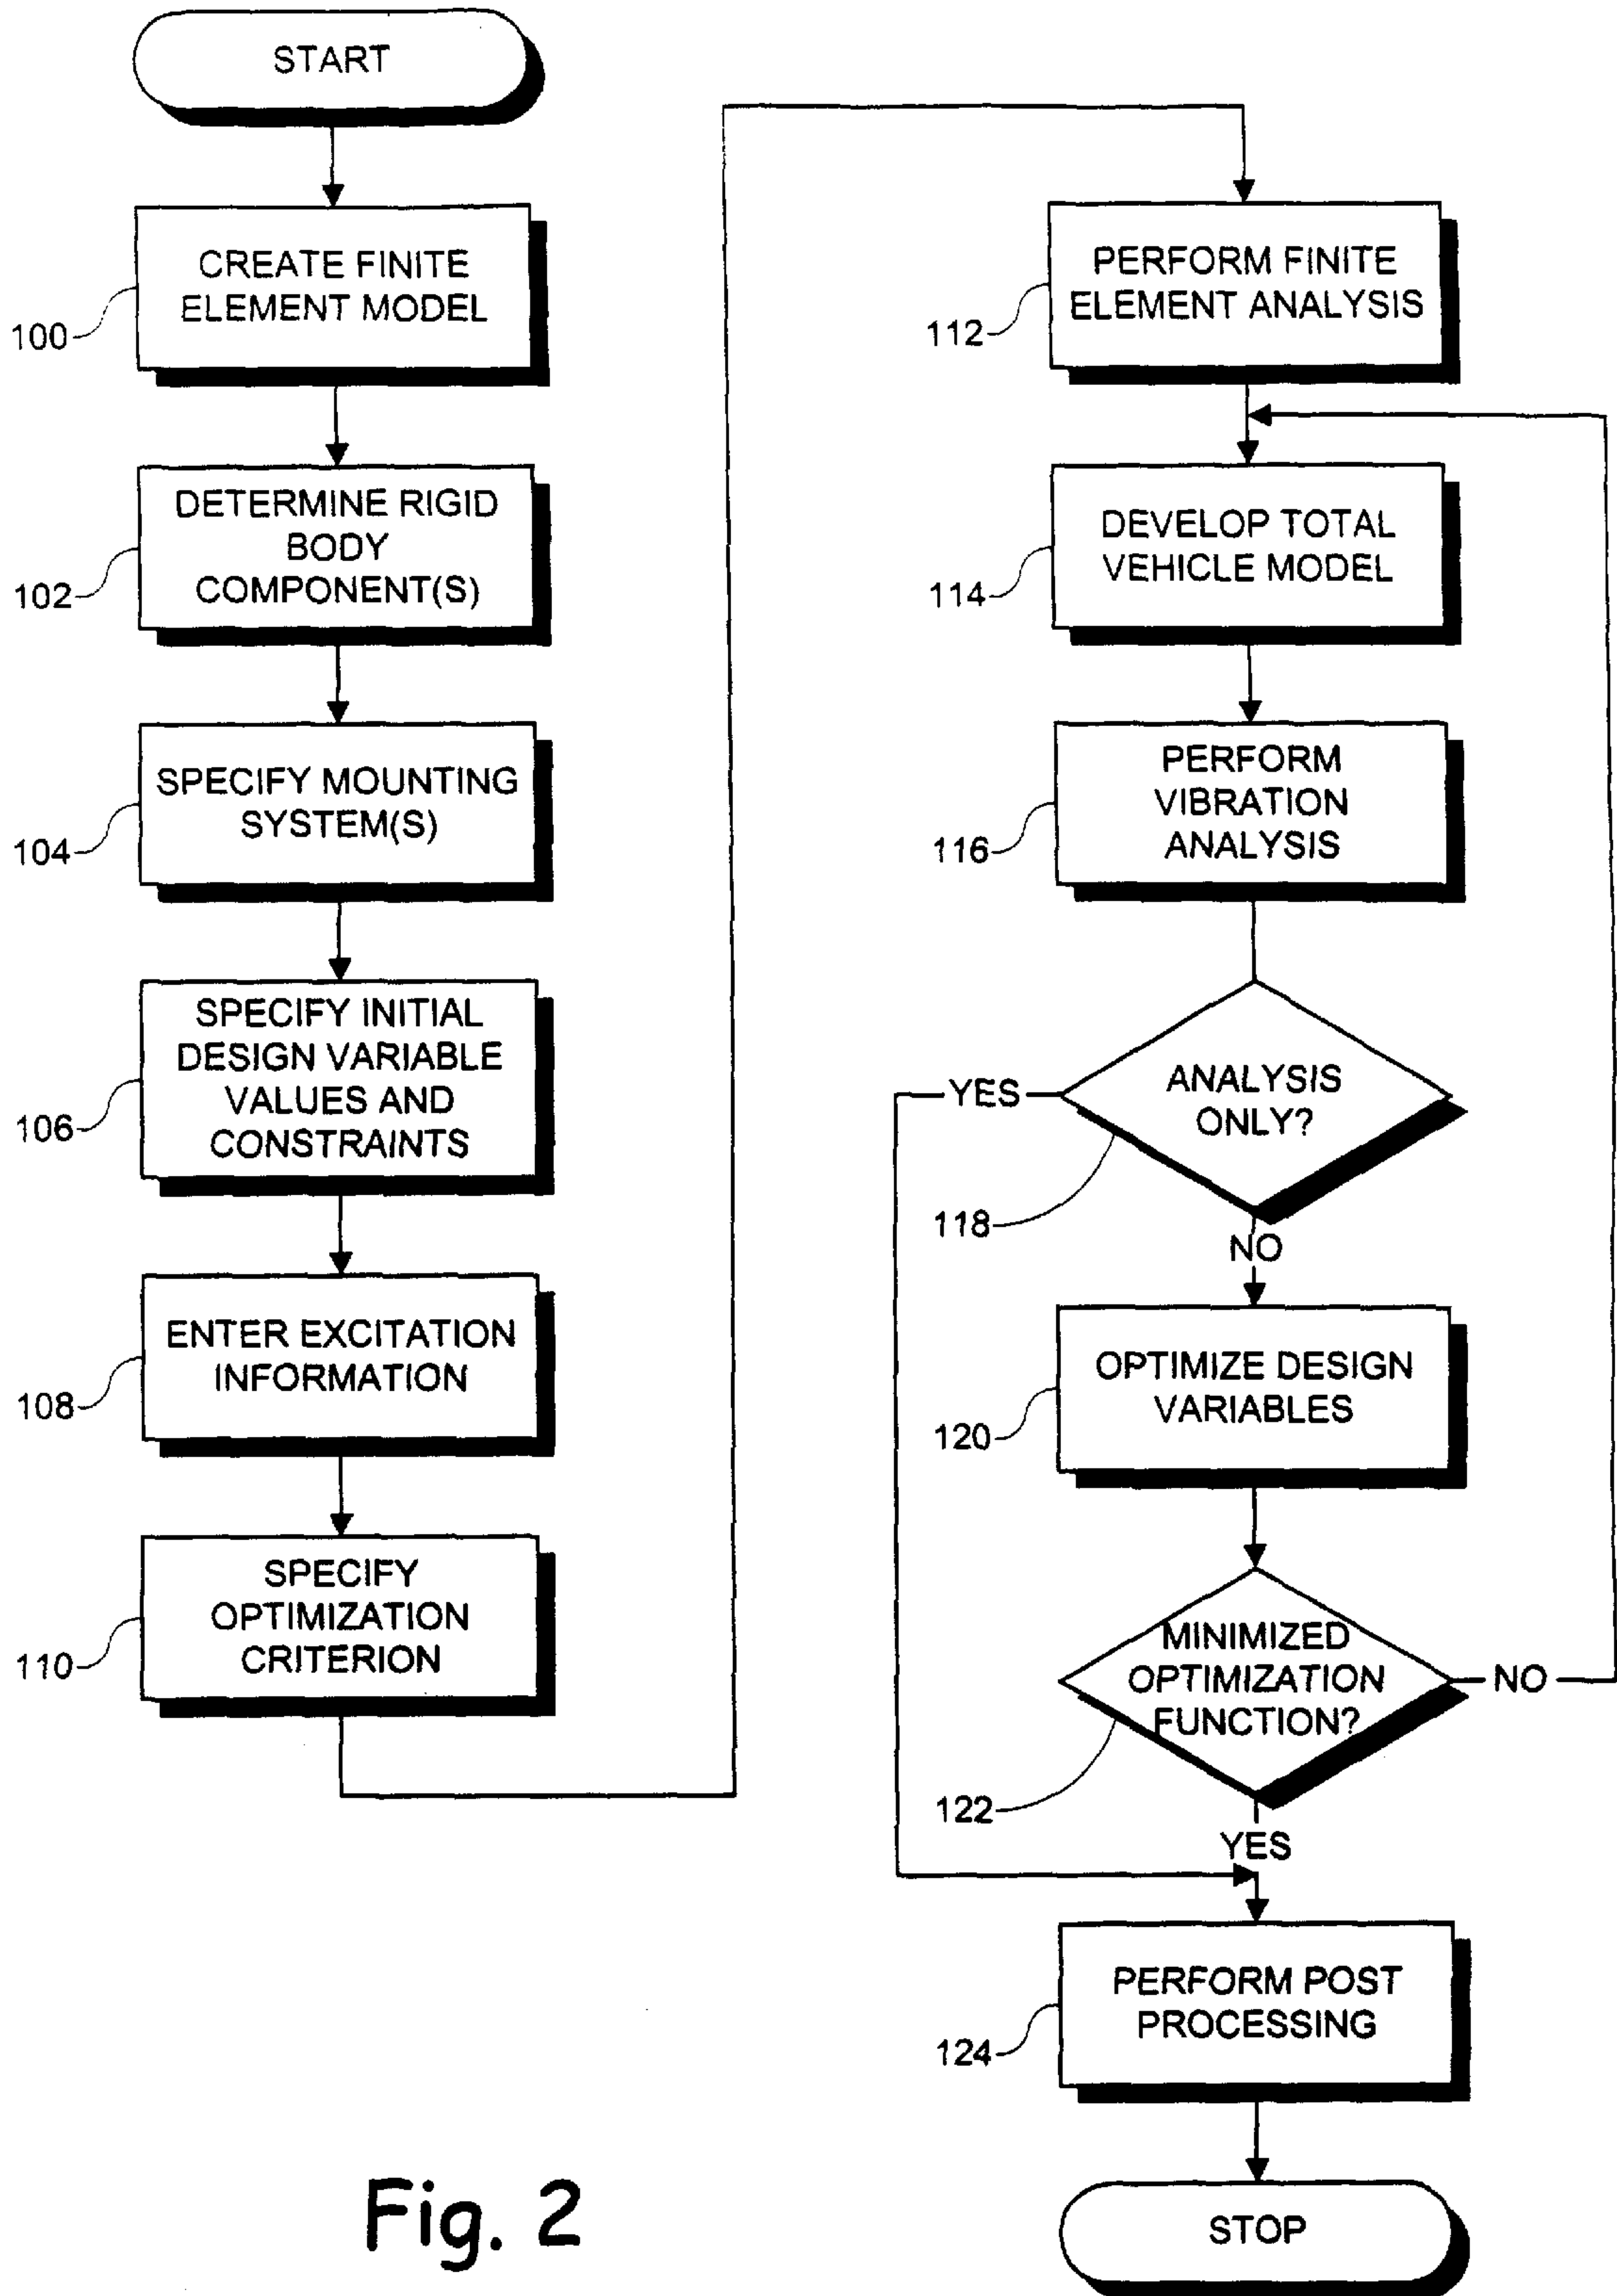 START
CREATE FINITE
ELEMENT MODEL
100
DETERMINE RIGID
BODY
COMPONENT(S)
102
SPECIFY MOUNTING
SYSTEM(S)
104
SPECIFY INITIAL
DESIGN VARIABLE
VALUES AND
CONSTRAINTS
106
ENTER EXCITATION
INFORMATION
108
SPECIFY
OPTIMIZATION
CRITERION
110
PERFORM FINITE
ELEMENT ANALYSIS
112
DEVELOP TOTAL
VEHICLE MODEL
114
PERFORM
VIBRATION
ANALYSIS
116
YES
ANALYSIS
ONLY?
118
NO
OPTIMIZE DESIGN
VARIABLES
120
MINIMIZED
OPTIMIZATION
FUNCTION?
NO
122
YES
PERFORM POST
PROCESSING
124
STOP
Fig. 2